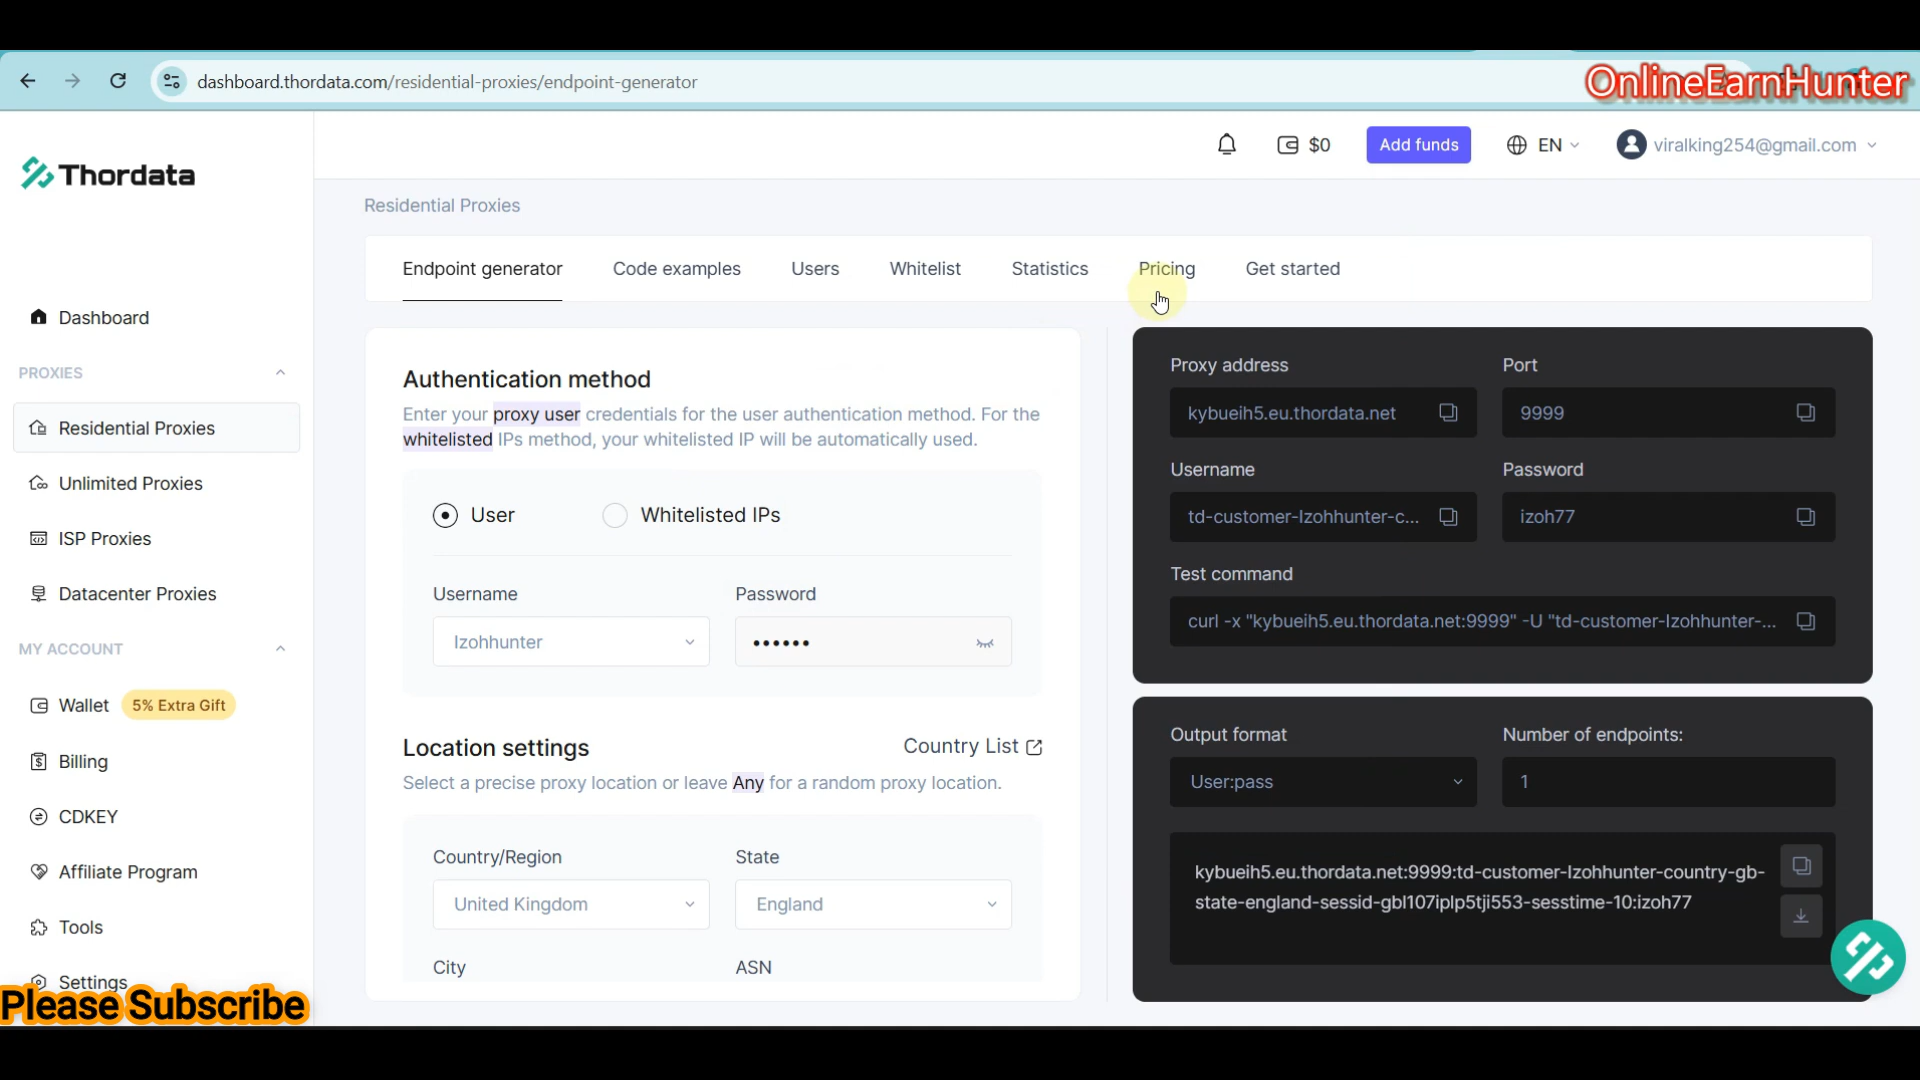 dashboard.thordata.com/residential-proxies/endpoint-generator
OnlineEarnHunter
Thordata
$0
Add funds
EN
viralking254@gmail.com
Residential Proxies
Endpoint generator
Code examples
Users
Whitelist
Statistics
Pricing
Get started
Dashboard
PROXIES
Residential Proxies
Unlimited Proxies
ISP Proxies
Datacenter Proxies
MY ACCOUNT
Wallet
5% Extra Gift
Billing
CDKEY
Affiliate Program
Tools
Settings
Please Subscribe
Authentication method
Enter your proxy user credentials for the user authentication method. For the
whitelisted IPs method, your whitelisted IP will be automatically used.
User
Whitelisted IPs
Username
Password
Izohhunter
••••••
Location settings
Country List
Select a precise proxy location or leave Any for a random proxy location.
Country/Region
State
United Kingdom
England
City
ASN
Proxy address
Port
kybueih5.eu.thordata.net
9999
Username
Password
td-customer-Izohhunter-c...
izoh77
Test command
curl -x "kybueih5.eu.thordata.net:9999" -U "td-customer-Izohhunter-...
Output format
Number of endpoints:
User:pass
1
kybueih5.eu.thordata.net:9999:td-customer-Izohhunter-country-gb-
state-england-sessid-gbl107iplp5tji553-sesstime-10:izoh77